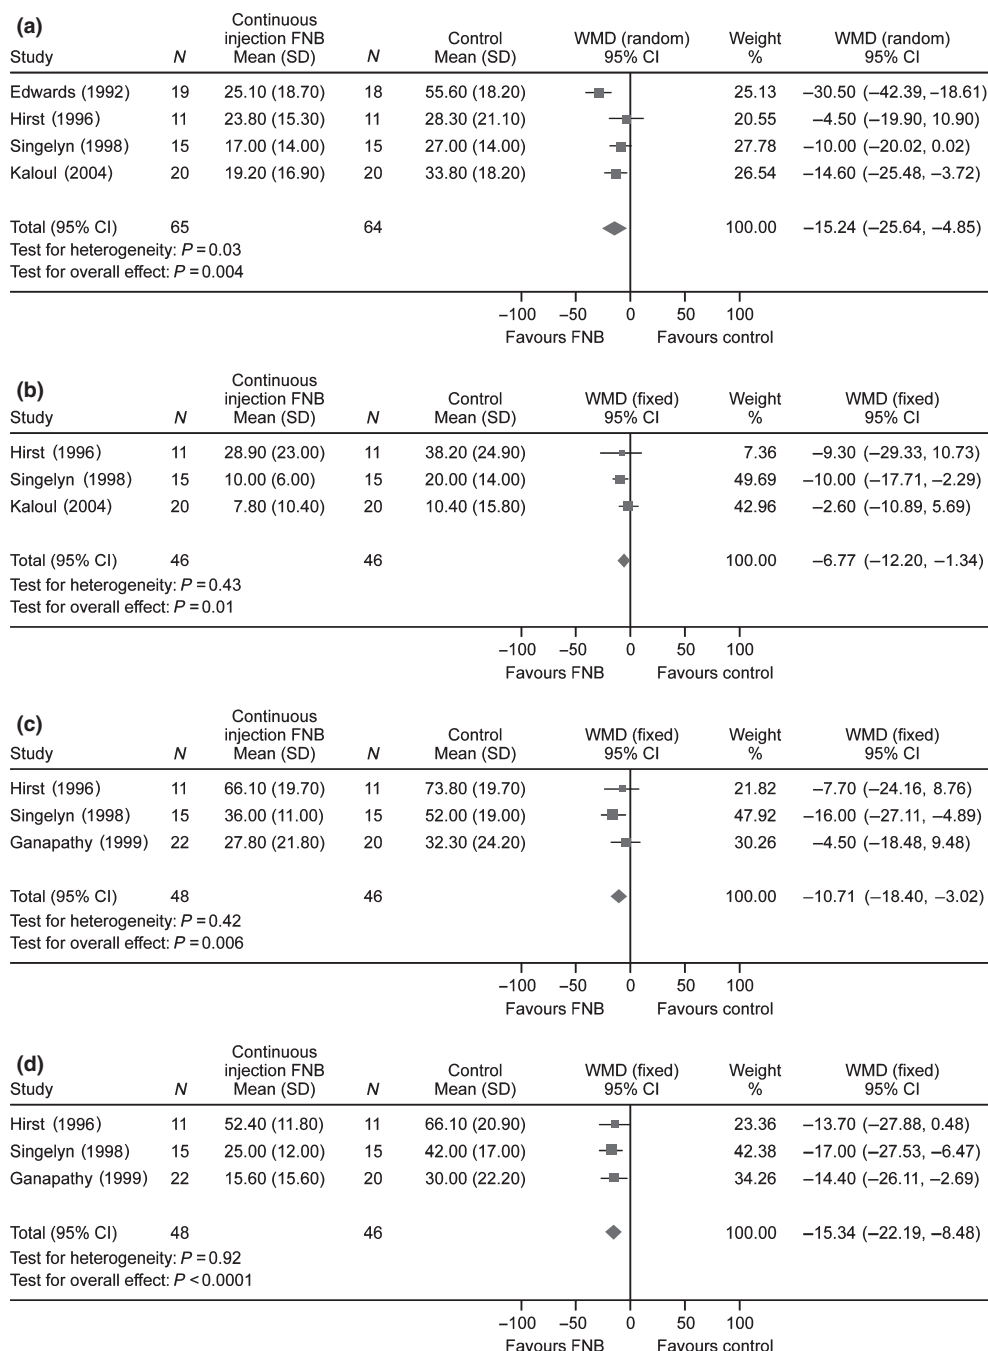 (a)
Continuous
injection FNB Control WMD (random) Weight WMD (random)
Study N Mean (SD) N Mean (SD) 95% CI % 95% CI
Edwards (1992) 19 25.10 (18.70) 18 55.60 (18.20) 25.13 −30.50 (−42.39, −18.61)
Hirst (1996) 11 23.80 (15.30) 11 28.30 (21.10) 20.55 −4.50 (−19.90, 10.90)
Singelyn (1998) 15 17.00 (14.00) 15 27.00 (14.00) 27.78 −10.00 (−20.02, 0.02)
Kaloul (2004) 20 19.20 (16.90) 20 33.80 (18.20) 26.54 −14.60 (−25.48, −3.72)
Total (95% CI) 65 64 100.00 −15.24 (−25.64, −4.85)
Test for heterogeneity: P = 0.03
Test for overall effect: P = 0.004
−100 −50 0 50 100
Favours FNB Favours control
(b)
Continuous
injection FNB Control WMD (fixed) Weight WMD (fixed)
Study N Mean (SD) N Mean (SD) 95% CI % 95% CI
Hirst (1996) 11 28.90 (23.00) 11 38.20 (24.90) 7.36 −9.30 (−29.33, 10.73)
Singelyn (1998) 15 10.00 (6.00) 15 20.00 (14.00) 49.69 −10.00 (−17.71, −2.29)
Kaloul (2004) 20 7.80 (10.40) 20 10.40 (15.80) 42.96 −2.60 (−10.89, 5.69)
Total (95% CI) 46 46 100.00 −6.77 (−12.20, −1.34)
Test for heterogeneity: P = 0.43
Test for overall effect: P = 0.01
−100 −50 0 50 100
Favours FNB Favours control
(c)
Continuous
injection FNB Control WMD (fixed) Weight WMD (fixed)
Study N Mean (SD) N Mean (SD) 95% CI % 95% CI
Hirst (1996) 11 66.10 (19.70) 11 73.80 (19.70) 21.82 −7.70 (−24.16, 8.76)
Singelyn (1998) 15 36.00 (11.00) 15 52.00 (19.00) 47.92 −16.00 (−27.11, −4.89)
Ganapathy (1999) 22 27.80 (21.80) 20 32.30 (24.20) 30.26 −4.50 (−18.48, 9.48)
Total (95% CI) 48 46 100.00 −10.71 (−18.40, −3.02)
Test for heterogeneity: P = 0.42
Test for overall effect: P = 0.006
−100 −50 0 50 100
Favours FNB Favours control
(d)
Continuous
injection FNB Control WMD (fixed) Weight WMD (fixed)
Study N Mean (SD) N Mean (SD) 95% CI % 95% CI
Hirst (1996) 11 52.40 (11.80) 11 66.10 (20.90) 23.36 −13.70 (−27.88, 0.48)
Singelyn (1998) 15 25.00 (12.00) 15 42.00 (17.00) 42.38 −17.00 (−27.53, −6.47)
Ganapathy (1999) 22 15.60 (15.60) 20 30.00 (22.20) 34.26 −14.40 (−26.11, −2.69)
Total (95% CI) 48 46 100.00 −15.34 (−22.19, −8.48)
Test for heterogeneity: P = 0.92
Test for overall effect: P < 0.0001
−100 −50 0 50 100
Favours FNB Favours control